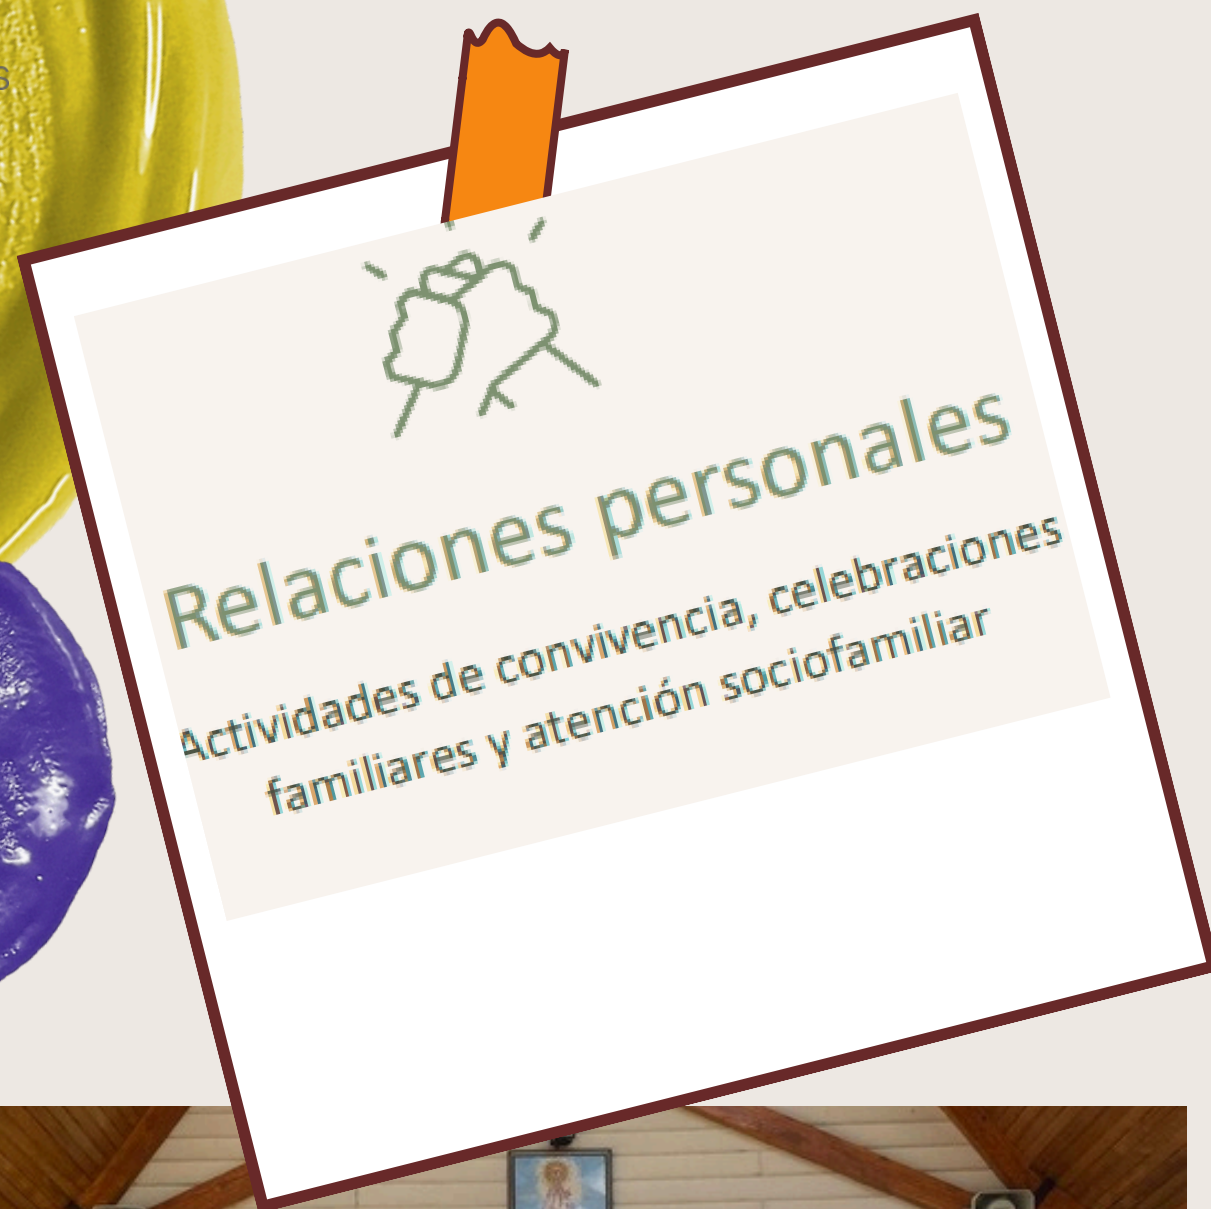 s
Relaciones personales
Actividades de convivencia, celebraciones
familiares y atención sociofamiliar